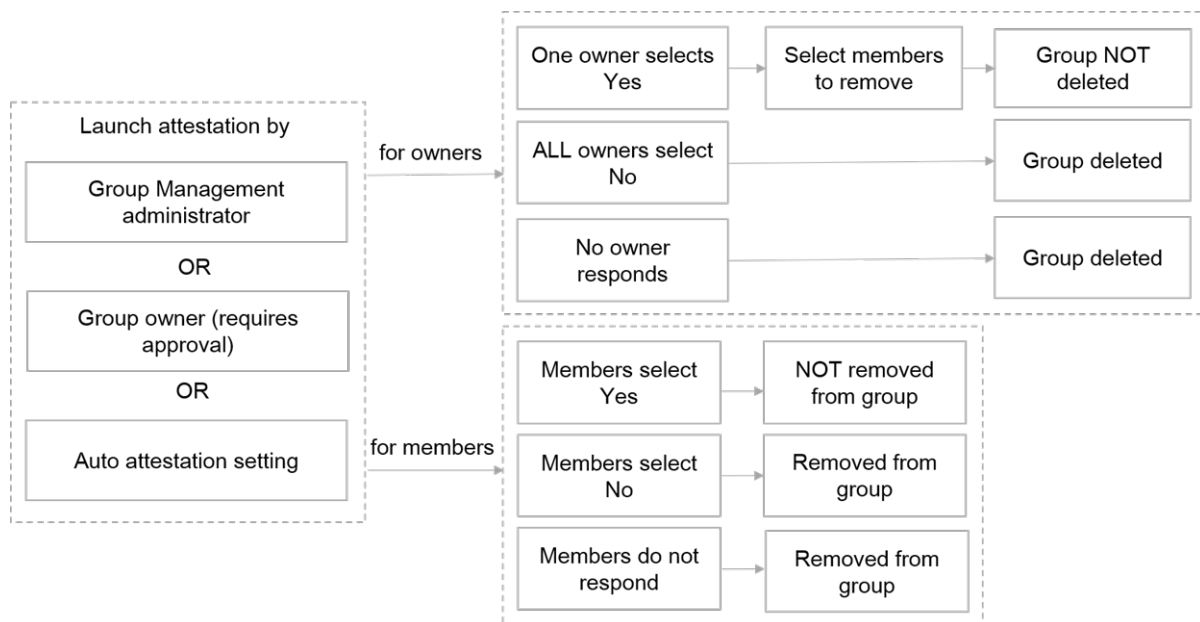 Launch attestation by
Group Management
administrator
OR
Group owner (requires
approval)
OR
Auto attestation setting
for owners
One owner selects
Yes
Select members
to remove
Group NOT
deleted
ALL owners select
No
Group deleted
No owner
responds
Group deleted
for members
Members select
Yes
NOT removed
from group
Members select
No
Removed from
group
Members do not
respond
Removed from
group